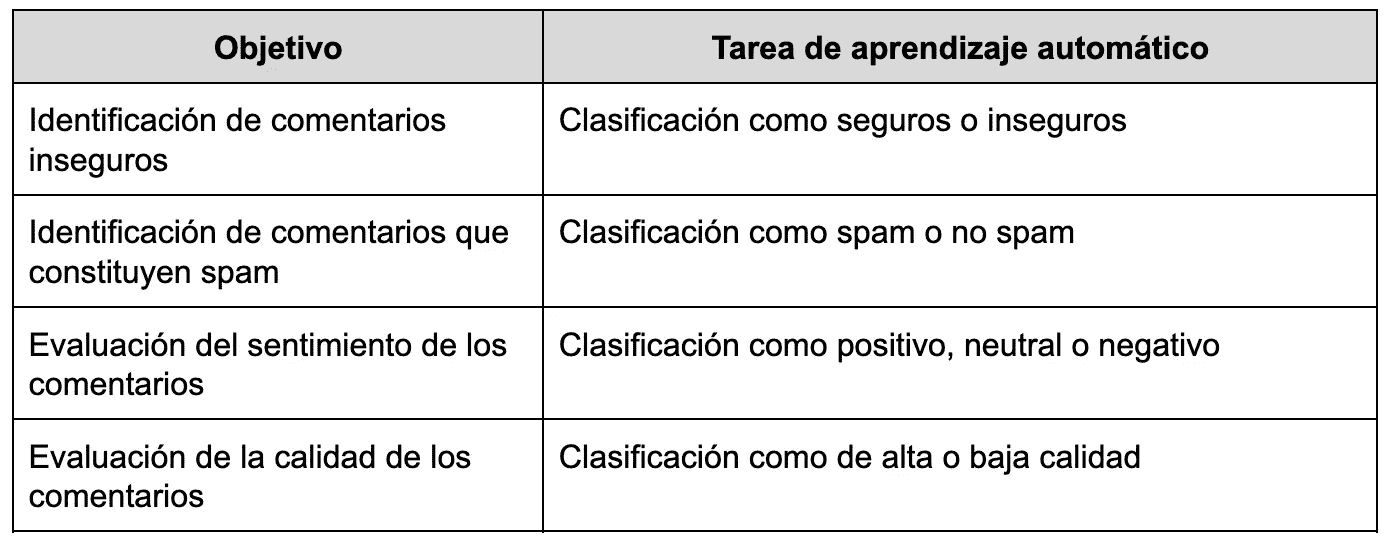 Objetivo
Tarea de aprendizaje automático
Identificación de comentarios
inseguros
Clasificación como seguros o inseguros
Identificación de comentarios que
constituyen spam
Clasificación como spam o no spam
Evaluación del sentimiento de los
comentarios
Clasificación como positivo, neutral o negativo
Evaluación de la calidad de los
comentarios
Clasificación como de alta o baja calidad